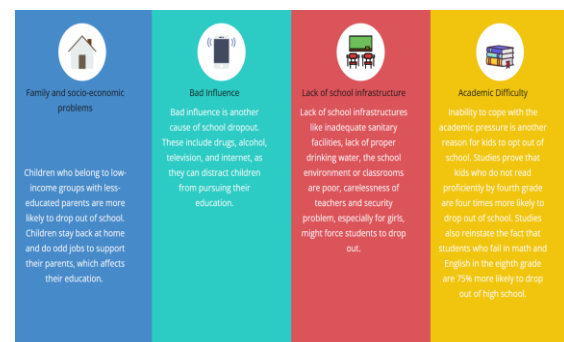 Family and socio-economic
problems
Children who belong to low-
income groups with less-
educated parents are more
likely to drop out of school.
Children stay back at home
and do odd jobs to support
their parents, which affects
their education.
Bad Influence
Bad influence is another
cause of school dropout.
These include drugs, alcohol,
television, and internet, as
they can distract children
from pursuing their
education.
Lack of school infrastructure
Lack of school infrastructures
like inadequate sanitary
facilities, lack of proper
drinking water, the school
environment or classrooms
are poor, carelessness of
teachers and security
problem, especially for girls,
might force students to drop
out.
Academic Difficulty
Inability to cope with the
academic pressure is another
reason for kids to opt out of
school. Studies prove that
kids who do not read
proficiently by fourth grade
are four times more likely to
drop out of school. Studies
also reinstate the fact that
students who fail in math and
English in the eighth grade
are 75% more likely to drop
out of high school.